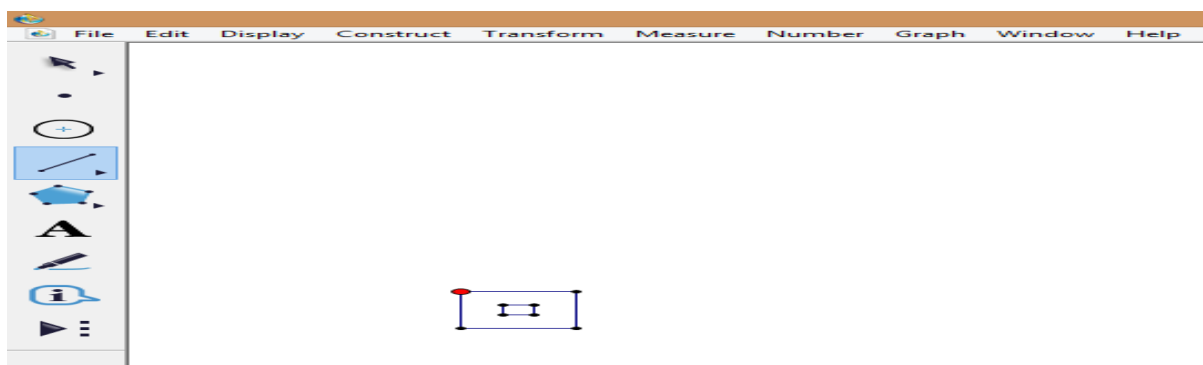 File Edit Display Construct Transform Measure Number Graph Window Help
A
i